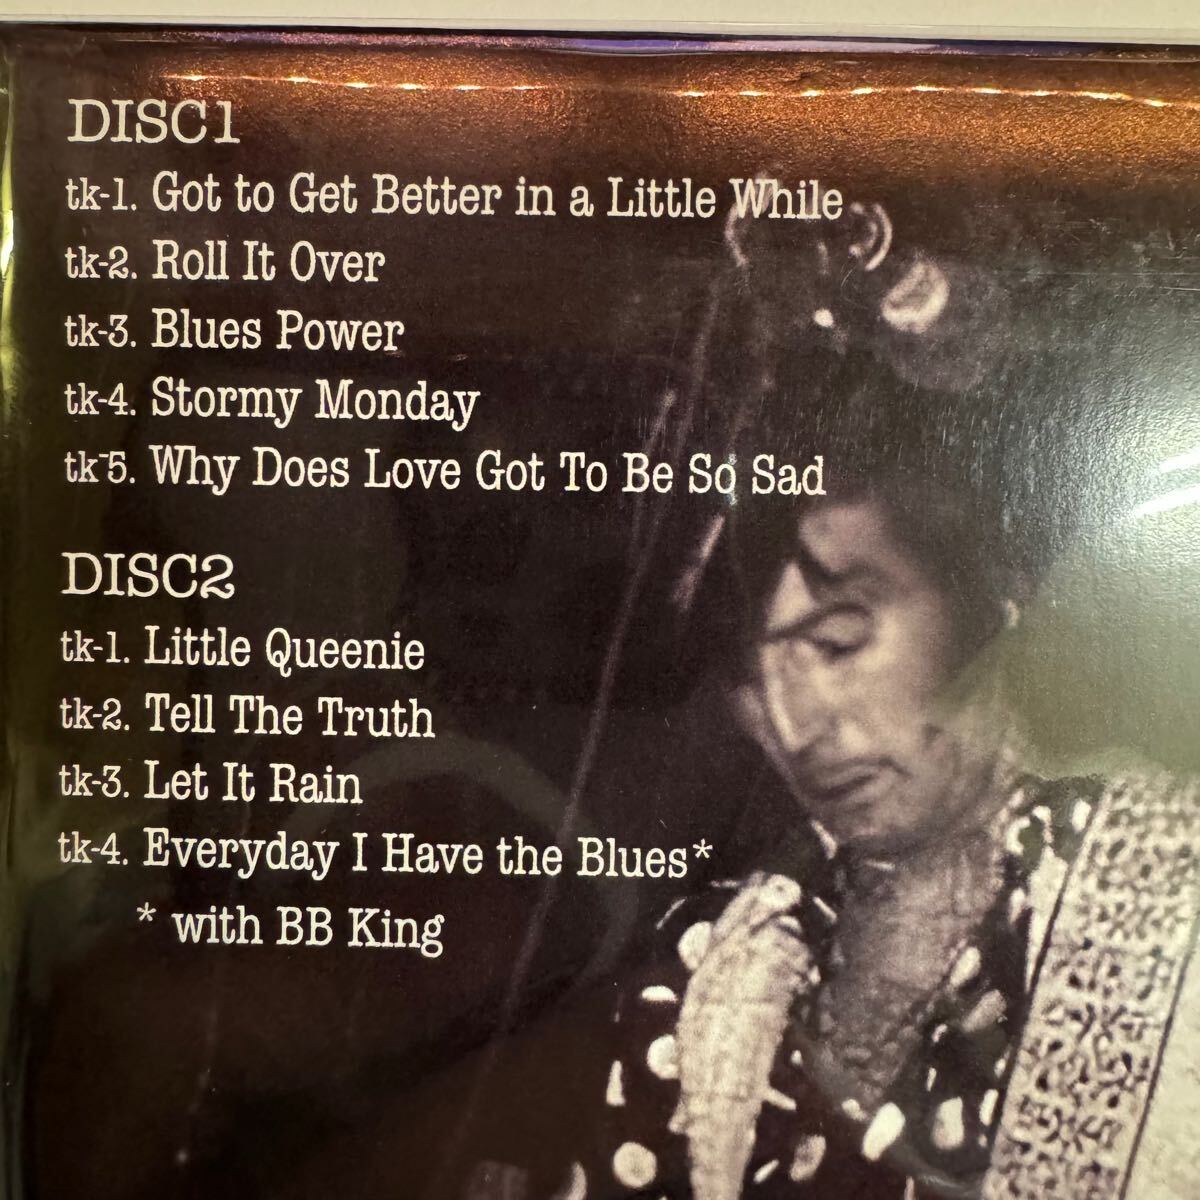 DISC1
tk-1. Got to Get Better in a Little While
tk-2. Roll It Over
tk-3. Blues Power
tk-4. Stormy Monday
tk-5. Why Does Love Got To Be So Sad
DISC2
tk-1. Little Queenie
tk-2. Tell The Truth
tk-3. Let It Rain
tk-4. Everyday I Have the Blues*
* with BB King